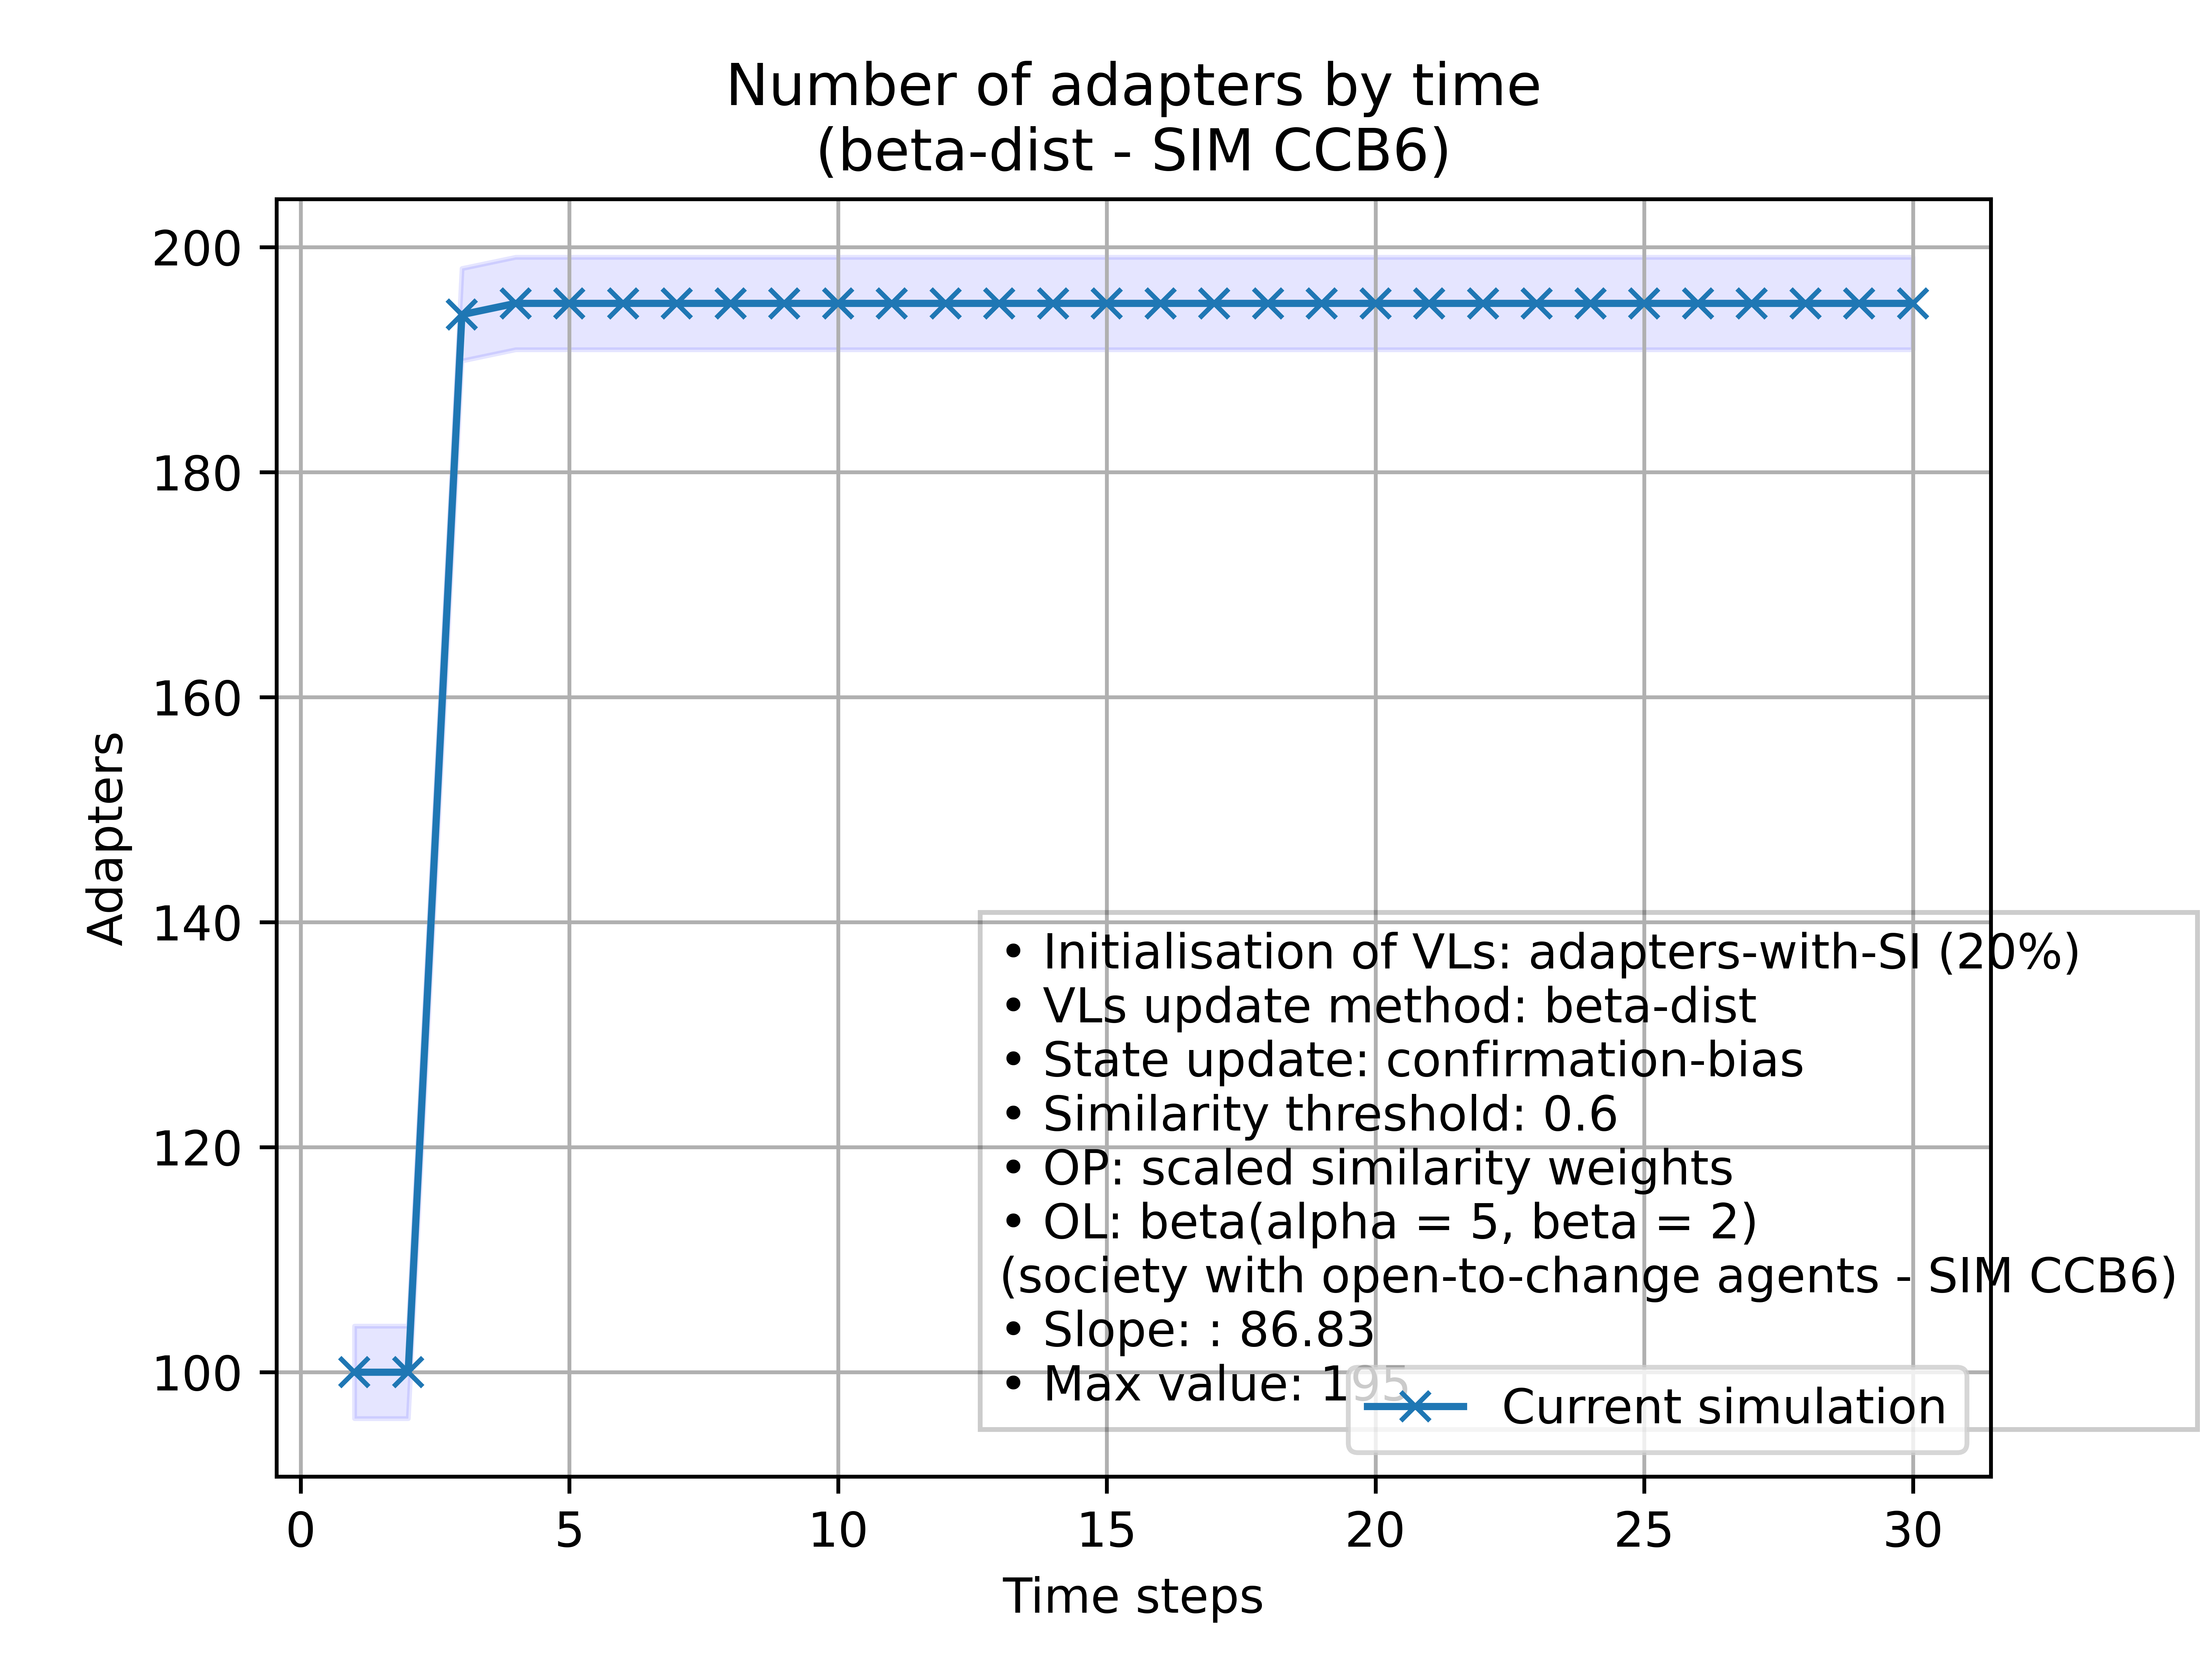 Number of adapters by time
(beta-dist - SIM CCB6)
200
180
160
140
120
100
Adapters
• Initialisation of VLs: adapters-with-SI (20%)
• VLs update method: beta-dist
• State update: confirmation-bias
• Similarity threshold: 0.6
• OP: scaled similarity weights
• OL: beta(alpha = 5, beta = 2)
(society with open-to-change agents - SIM CCB6)
• Slope: : 86.83
• Max value: 195
Current simulation
0 5 10 15 20 25 30
Time steps